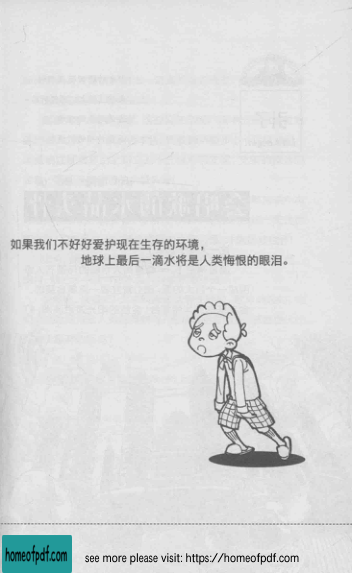 如果我们不好好爱护现在生存的环境，
地球上最后一滴水将是人类悔恨的眼泪。
homeofpdf.com
see more please visit: https://homeofpdf.com